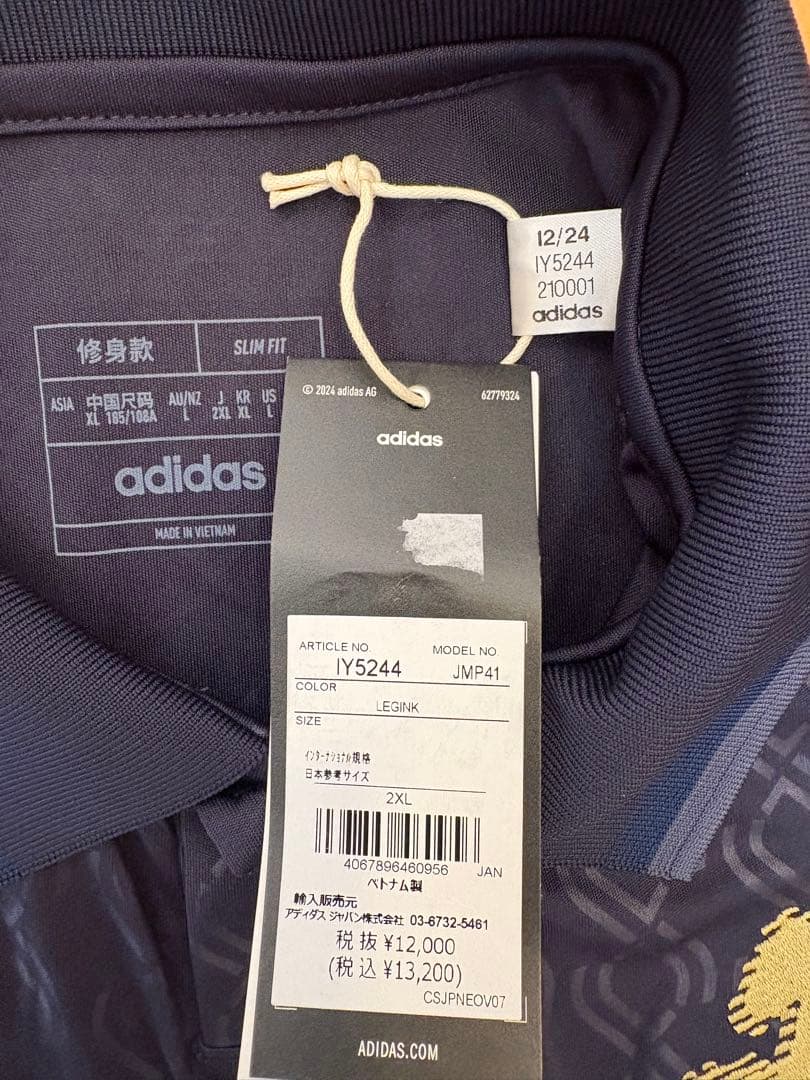 12/24
IY5244
210001
adidas
修身款 SLIM FIT
ASIA 中国尺码 AU/NZ J KR US
XL 185/108A L 2XL XL L
adidas
MADE IN VIETNAM
© 2024 adidas AG 62779324
adidas
ARTICLE NO. MODEL NO
IY5244 JMP41
COLOR
LEGINK
SIZE
インターナショナル規格
日本参考サイズ
2XL
4067896460956 JAN
ベトナム製
輸入販売元
アディダス ジャパン株式会社 03-6732-5461
税抜¥12,000
(税込¥13,200)
CSJPNEOV07
ADIDAS.COM